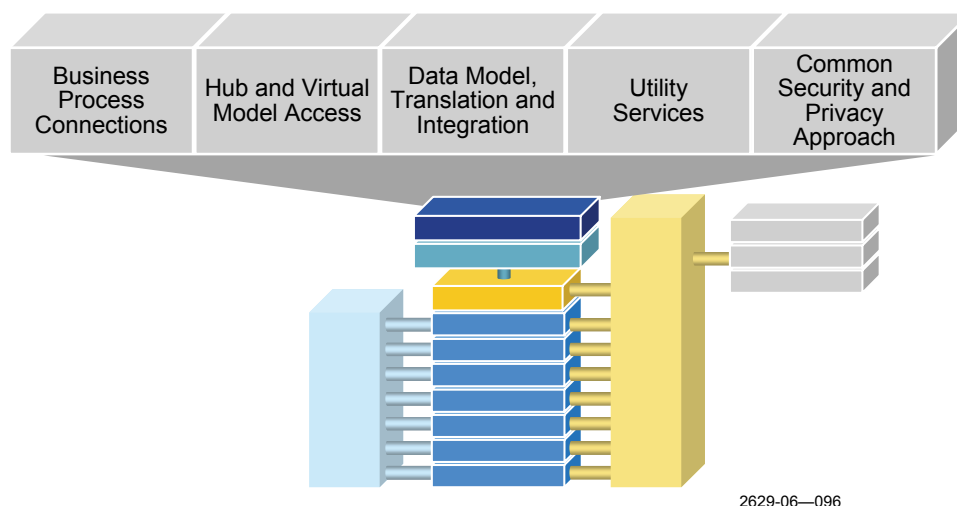 Business
Process
Connections
Hub and Virtual
Model Access
Data Model,
Translation and
Integration
Utility
Services
Common
Security and
Privacy
Approach
2629-06—096